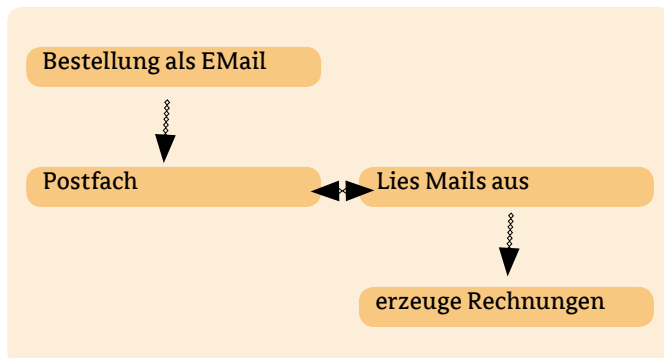 Bestellung als EMail
Postfach
Lies Mails aus
erzeuge Rechnungen